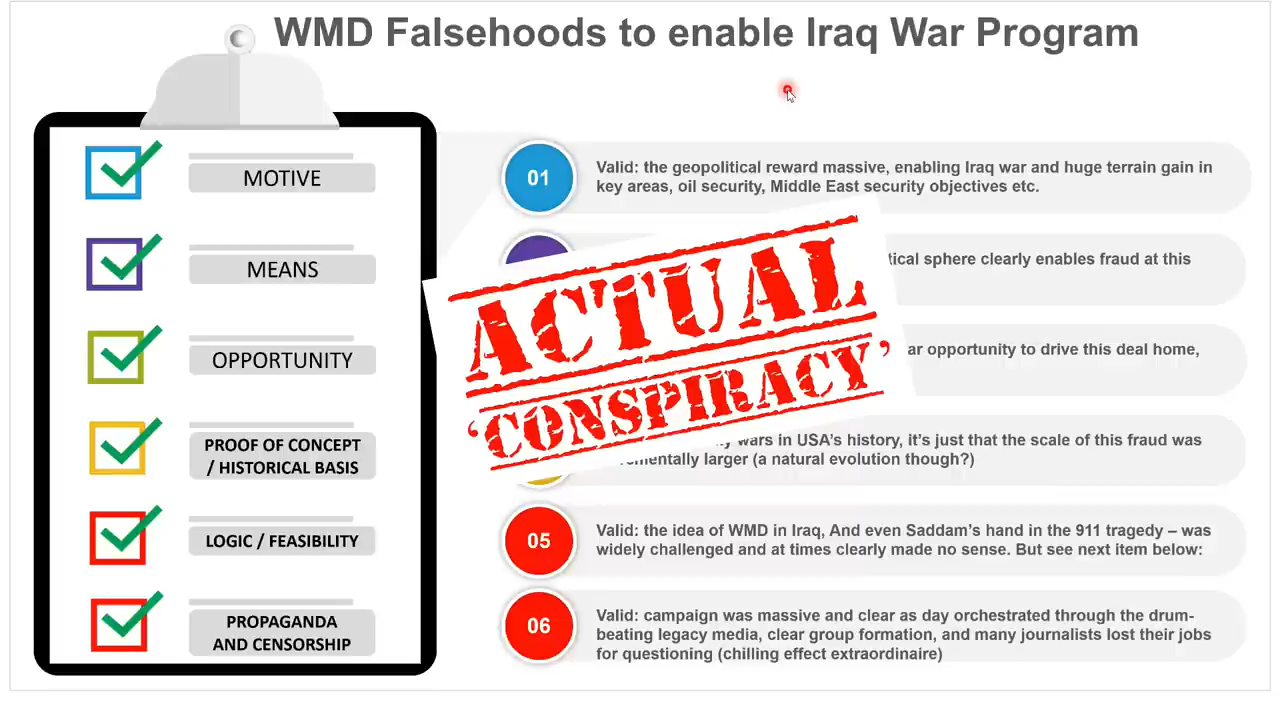 WMD Falsehoods to enable Iraq War Program
MOTIVE
MEANS
OPPORTUNITY
PROOF OF CONCEPT
/ HISTORICAL BASIS
LOGIC / FEASIBILITY
PROPAGANDA
AND CENSORSHIP
01
Valid: the geopolitical reward massive, enabling Iraq war and huge terrain gain in
key areas, oil security, Middle East security objectives etc.
sphere clearly enables fraud at this
opportunity to drive this deal home,
wars in USA's history, it's just that the scale of this fraud was
larger (a natural evolution though?)
ACTUAL
‘CONSPIRACY’
05
Valid: the idea of WMD in Iraq, And even Saddam's hand in the 911 tragedy – was
widely challenged and at times clearly made no sense. But see next item below:
06
Valid: campaign was massive and clear as day orchestrated through the drum-
beating legacy media, clear group formation, and many journalists lost their jobs
for questioning (chilling effect extraordinaire)